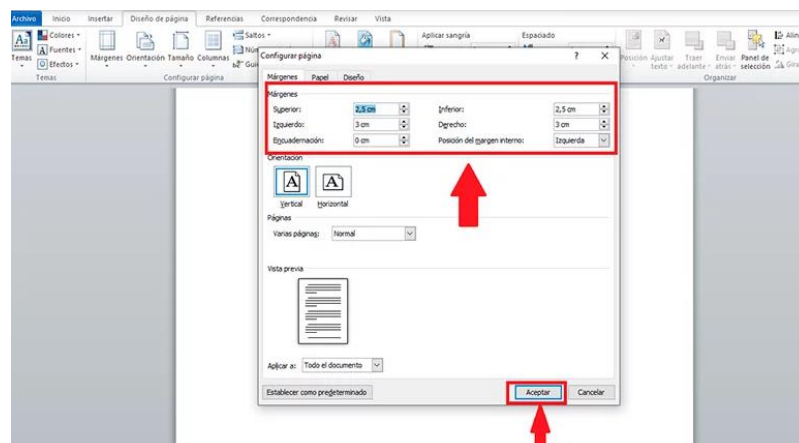 Archivo Inicio Insertar Diseño de página Referencias Correspondencia Revisar Vista
Colores
Fuentes
Efectos
Temas
Márgenes Orientación Tamaño Columnas
Saltos
Aplicar sangría Espaciado
Posición Ajustar texto Traer adelante Enviar atrás Panel de selección
Temas Configurar página Organizar
Configurar página ? X
Márgenes Papel Diseño
Márgenes
Superior: 2,5 cm Inferior: 2,5 cm
Izquierdo: 3 cm Derecho: 3 cm
Encuadernación: 0 cm Posición del margen interno: Izquierda
Orientación
A A
Vertical Horizontal
Páginas
Varias páginas: Normal
Vista previa
Aplicar a: Todo el documento
Establecer como predeterminado Aceptar Cancelar